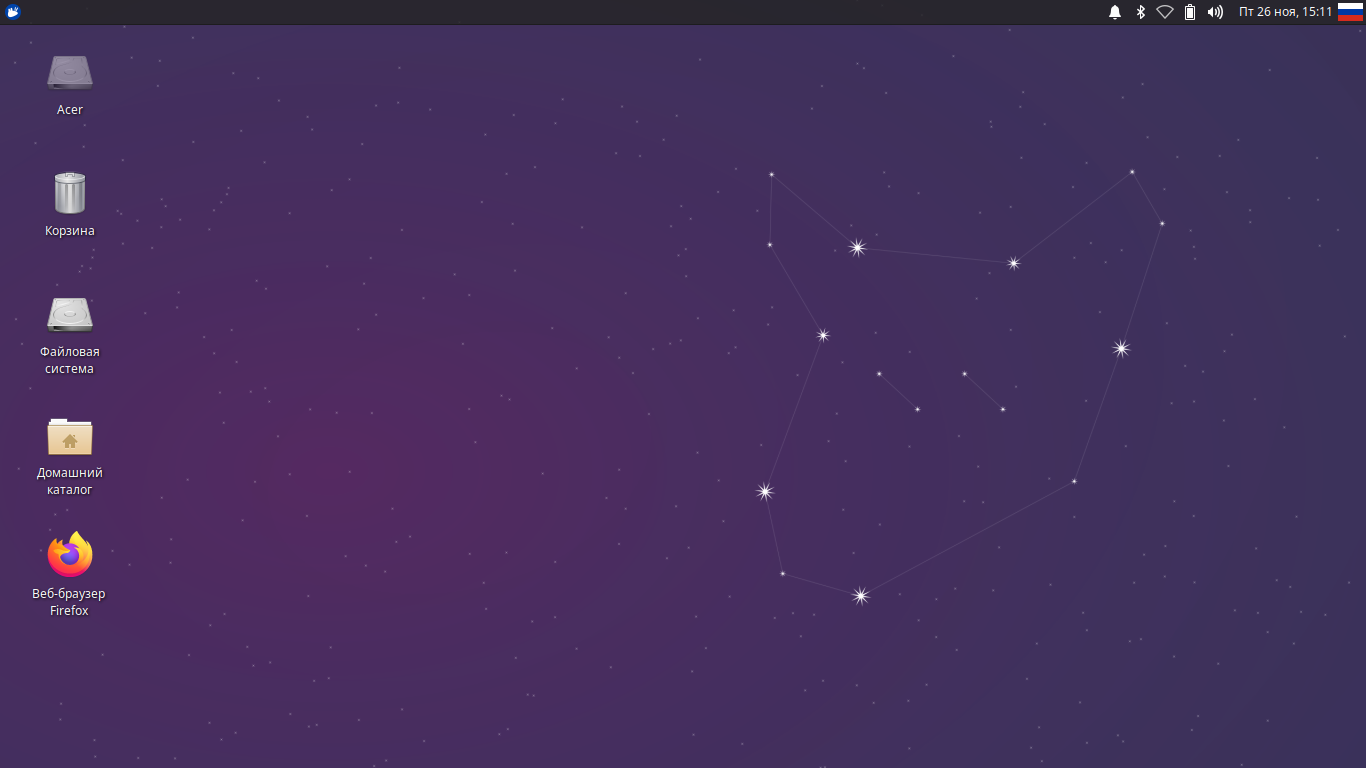 Пт 26 ноя, 15:11
Acer
Корзина
Файловая
система
Домашний
каталог
Веб-браузер
Firefox